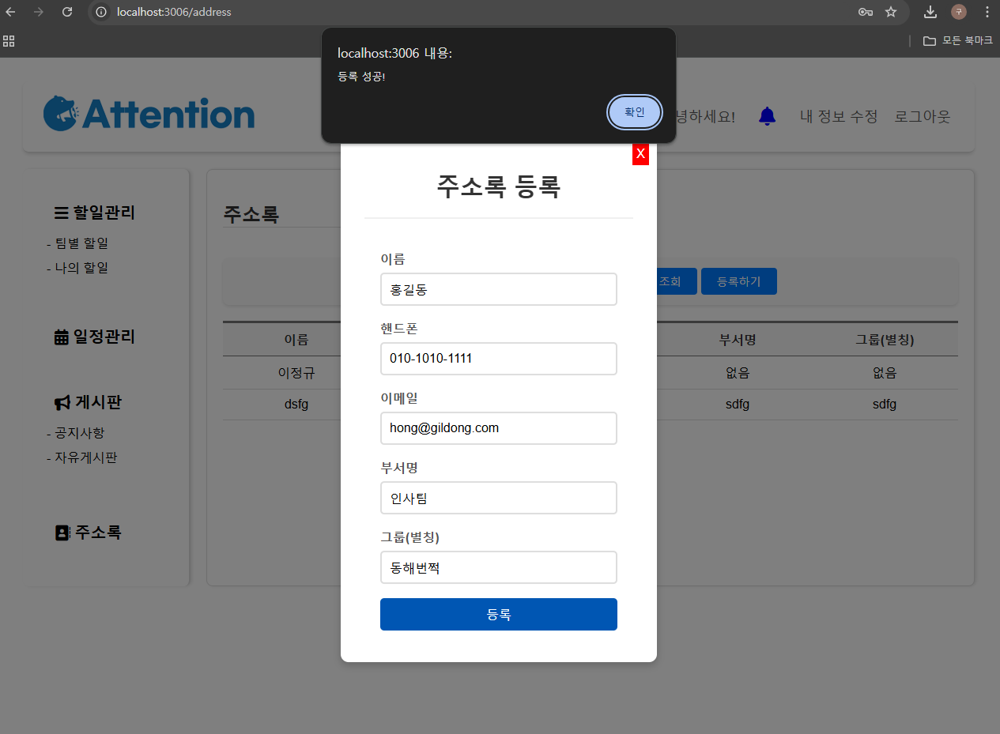 localhost:3006/address
모든 북마크
localhost:3006 내용:
등록 성공!
확인
Attention
녕하세요!
내 정보 수정
로그아웃
할일관리
- 팀별 할일
- 나의 할일
일정관리
게시판
- 공지사항
- 자유게시판
주소록
주소록
조회
등록하기
이름
부서명
그룹(별칭)
이정규
없음
없음
dsfg
sdfg
sdfg
X
주소록 등록
이름
홍길동
핸드폰
010-1010-1111
이메일
hong@gildong.com
부서명
인사팀
그룹(별칭)
동해번쩍
등록